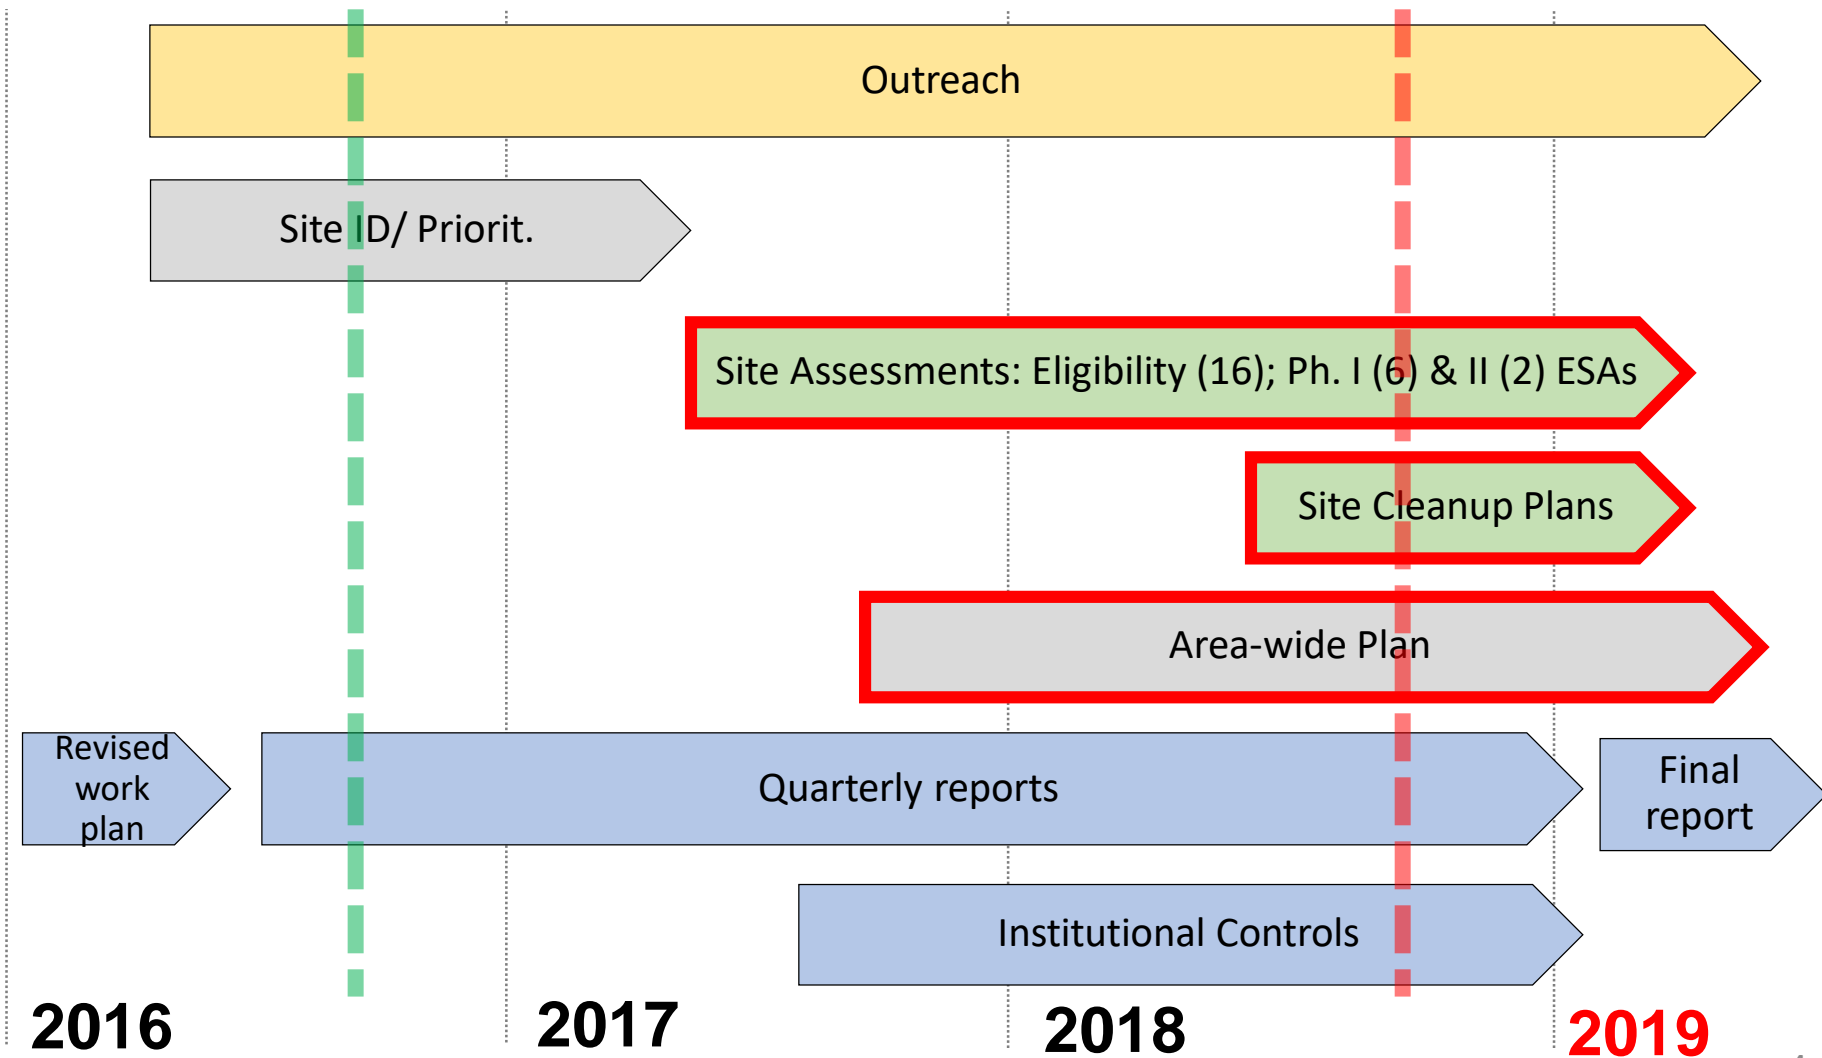 Outreach
Site ID/ Priorit.
Site Assessments: Eligibility (16); Ph. I (6) & II (2) ESAs
Site Cleanup Plans
Area-wide Plan
Revised
work
plan
Quarterly reports
Final
report
Institutional Controls
2016
2017
2018
2019